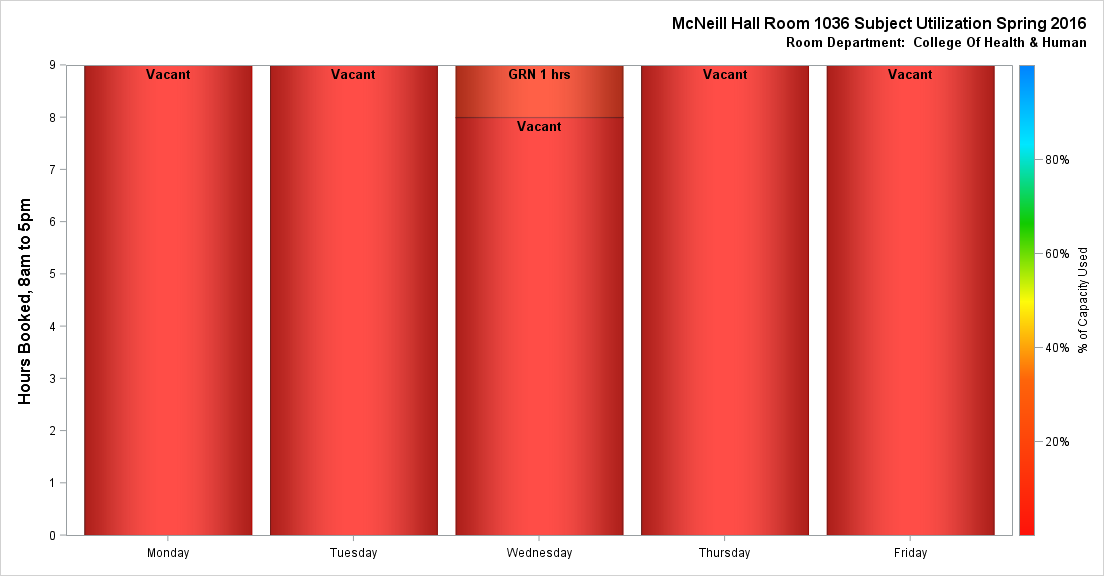 McNeill Hall Room 1036 Subject Utilization Spring 2016
Room Department: College Of Health & Human
Hours Booked, 8am to 5pm
9
8
7
6
5
4
3
2
1
0
Vacant
Vacant
GRN 1 hrs
Vacant
Vacant
Vacant
Monday
Tuesday
Wednesday
Thursday
Friday
80%
60%
40%
20%
% of Capacity Used